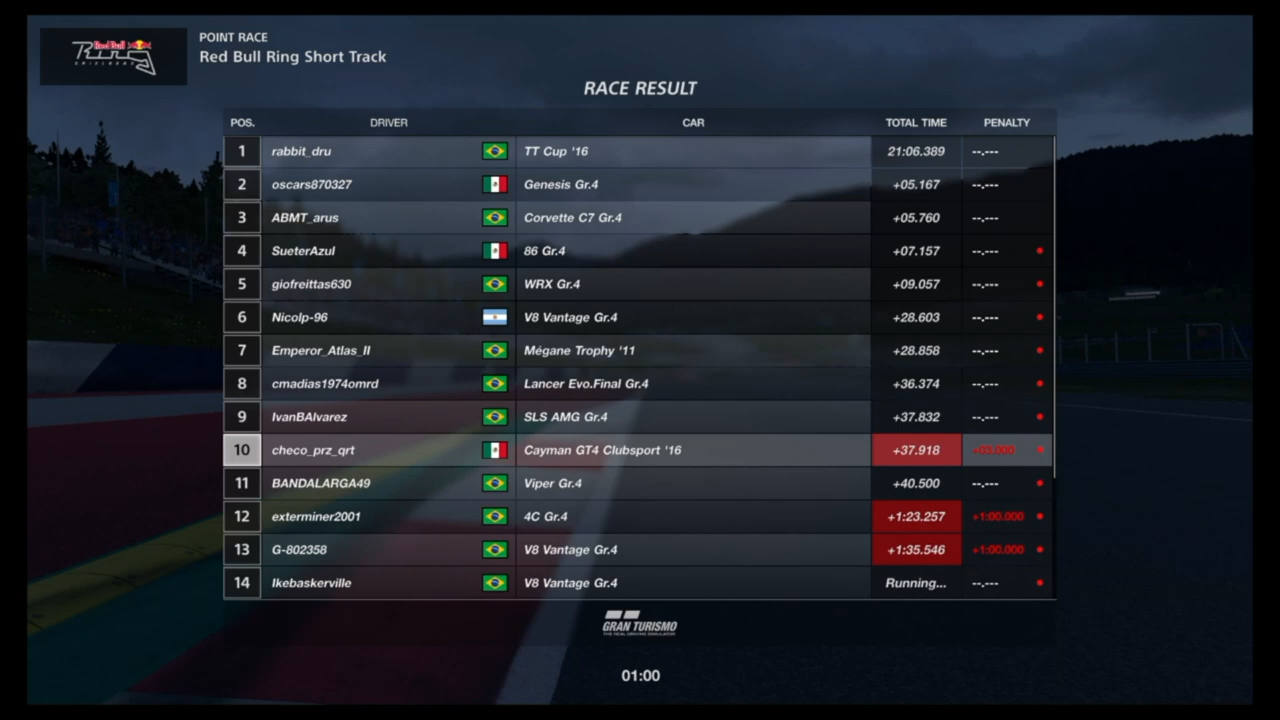 Red Bull
Ring
POINT RACE
Red Bull Ring Short Track
RACE RESULT
POS. DRIVER CAR TOTAL TIME PENALTY
1 rabbit_dru TT Cup '16 21:06.389 --.---
2 oscars870327 Genesis Gr.4 +05.167 --.---
3 ABMT_arus Corvette C7 Gr.4 +05.760 --.---
4 SueterAzul 86 Gr.4 +07.157 --.---
5 giofreittas630 WRX Gr.4 +09.057 --.---
6 Nicolp-96 V8 Vantage Gr.4 +28.603 --.---
7 Emperor_Atlas_II Mégane Trophy '11 +28.858 --.---
8 cmadias1974omrd Lancer Evo.Final Gr.4 +36.374 --.---
9 IvanBAlvarez SLS AMG Gr.4 +37.832 --.---
10 checo_prz_qrt Cayman GT4 Clubsport '16 +37.918 +03.000
11 BANDALARGA49 Viper Gr.4 +40.500 --.---
12 exterminer2001 4C Gr.4 +1:23.257 +1:00.000
13 G-802358 V8 Vantage Gr.4 +1:35.546 +1:00.000
14 Ikebaskerville V8 Vantage Gr.4 Running... --.---
GRAN TURISMO
THE REAL DRIVING SIMULATOR
01:00